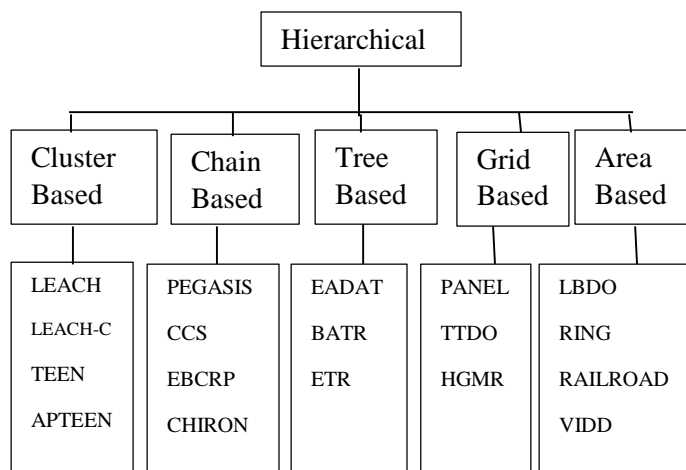 Hierarchical
Cluster
Based
Chain
Based
Tree
Based
Grid
Based
Area
Based
LEACH
LEACH-C
TEEN
APTEEN
PEGASIS
CCS
EBCRP
CHIRON
EADAT
BATR
ETR
PANEL
TTDO
HGMR
LBDO
RING
RAILROAD
VIDD